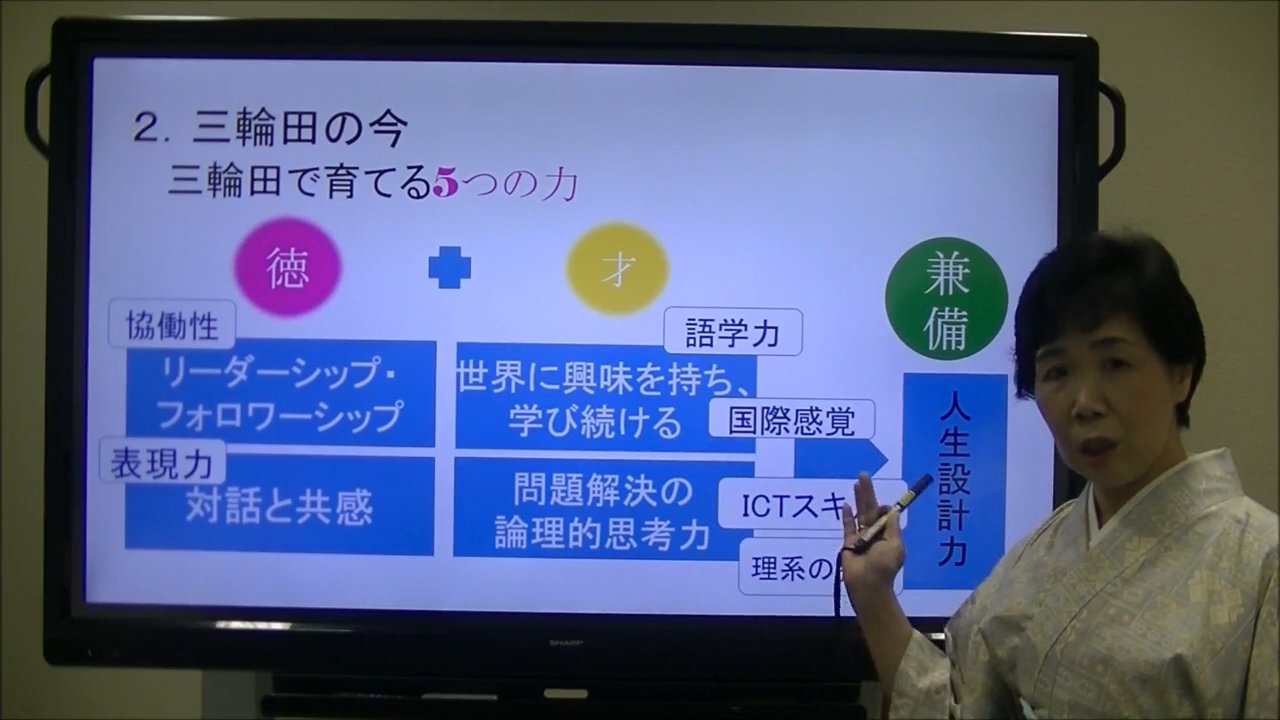 ２．三輪田の今
三輪田で育てる5つの力
徳
才
兼
備
協働性
リーダーシップ・
フォロワーシップ
表現力
対話と共感
語学力
世界に興味を持ち、
学び続ける
国際感覚
問題解決の
論理的思考力
ICTスキ
理系の
人生設計力
SHARP